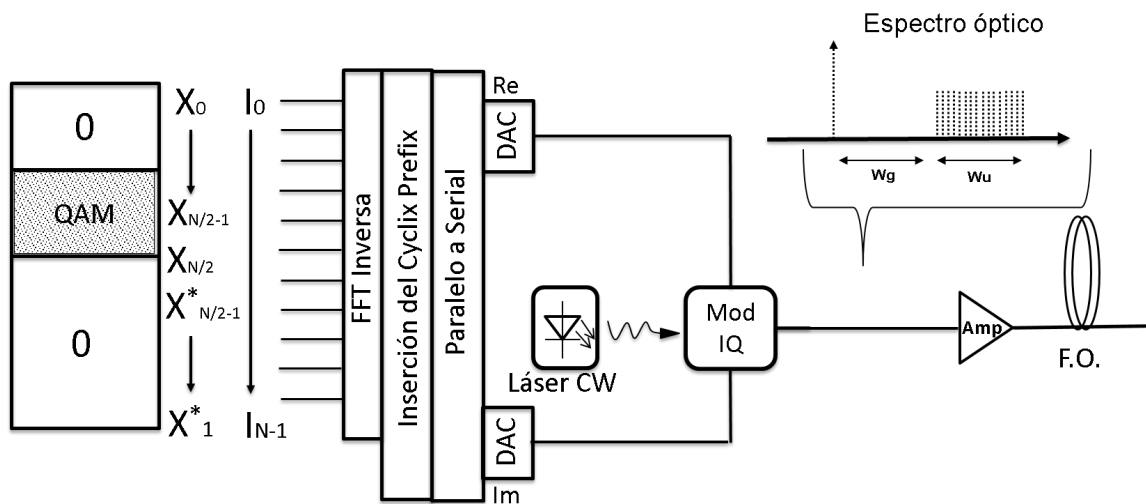 Espectro óptico
Wg
Wu
0
QAM
0
X0
XN/2-1
XN/2
X*N/2-1
X*1
I0
IN-1
FFT Inversa
Inserción del Cyclix Prefix
Paralelo a Serial
Re
DAC
DAC
Im
Láser CW
Mod
IQ
Amp
F.O.